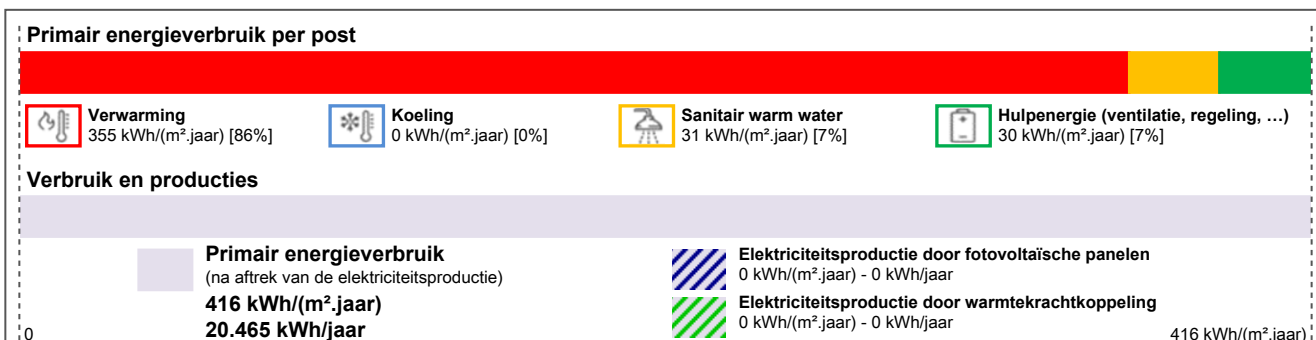 Primair energieverbruik per post
Verwarming
355 kWh/(m².jaar) [86%]
Koeling
0 kWh/(m².jaar) [0%]
Sanitair warm water
31 kWh/(m².jaar) [7%]
Hulpenergie (ventilatie, regeling, …)
30 kWh/(m².jaar) [7%]
Verbruik en producties
Primair energieverbruik
(na aftrek van de elektriciteitsproductie)
416 kWh/(m².jaar)
20.465 kWh/jaar
Elektriciteitsproductie door fotovoltaïsche panelen
0 kWh/(m².jaar) - 0 kWh/jaar
Elektriciteitsproductie door warmtekrachtkoppeling
0 kWh/(m².jaar) - 0 kWh/jaar
0
416 kWh/(m².jaar)